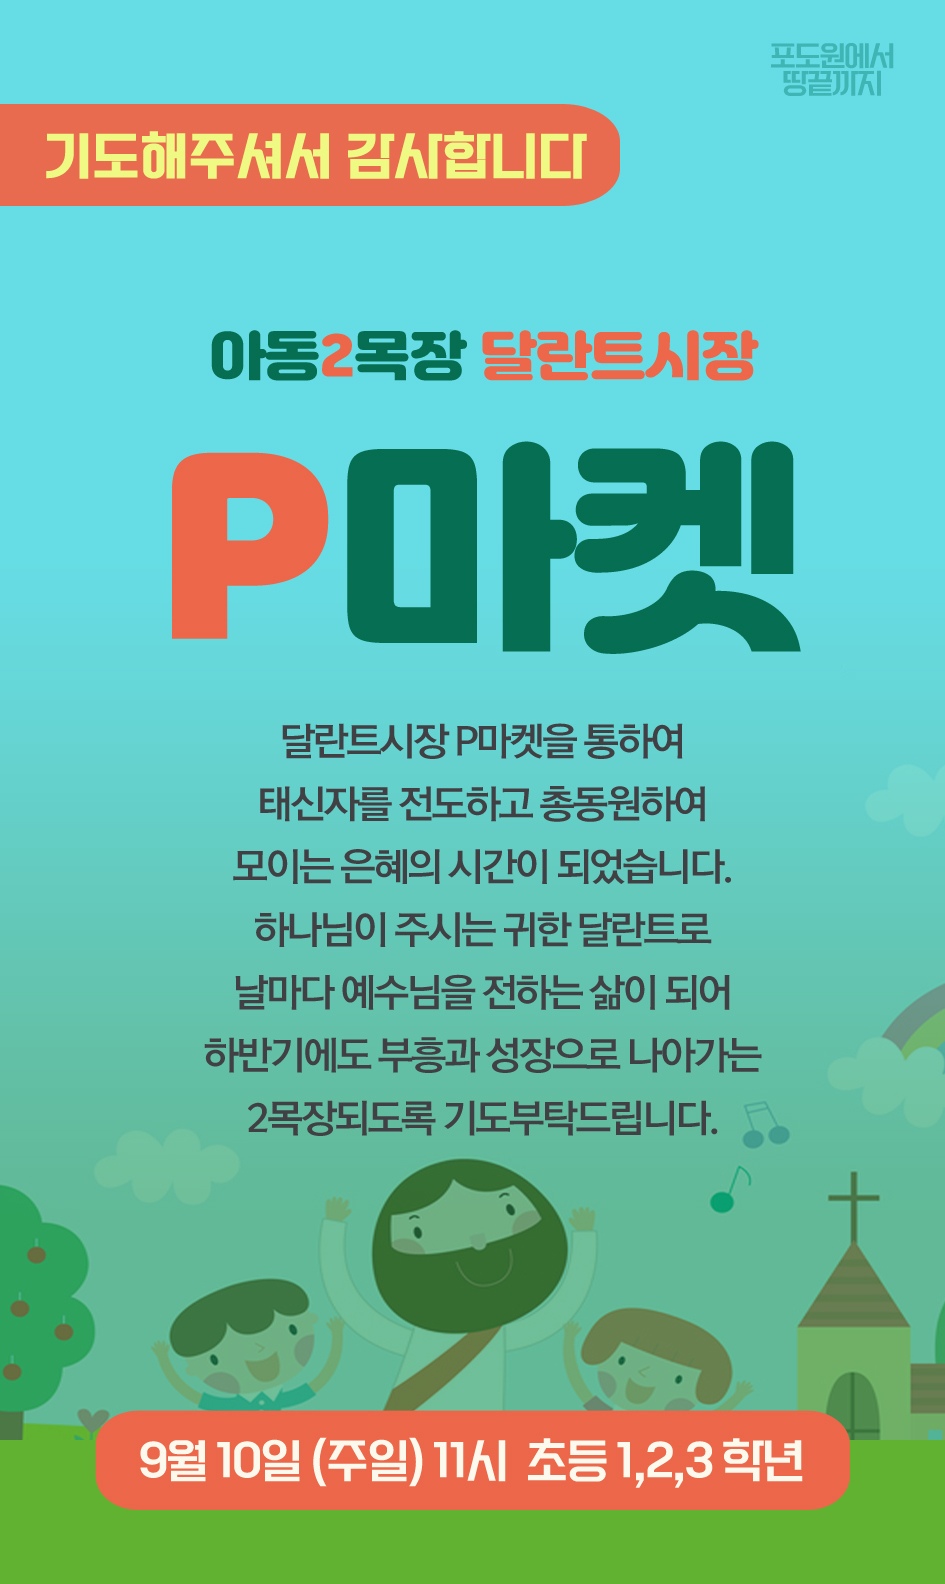 포도원에서
땅끝까지
기도해주셔서 감사합니다
아동2목장 달란트시장
P마켓
달란트시장 P마켓을 통하여
태신자를 전도하고 총동원하여
모이는 은혜의 시간이 되었습니다.
하나님이 주시는 귀한 달란트로
날마다 예수님을 전하는 삶이 되어
하반기에도 부흥과 성장으로 나아가는
2목장되도록 기도부탁드립니다.
9월 10일 (주일) 11시 초등 1,2,3 학년